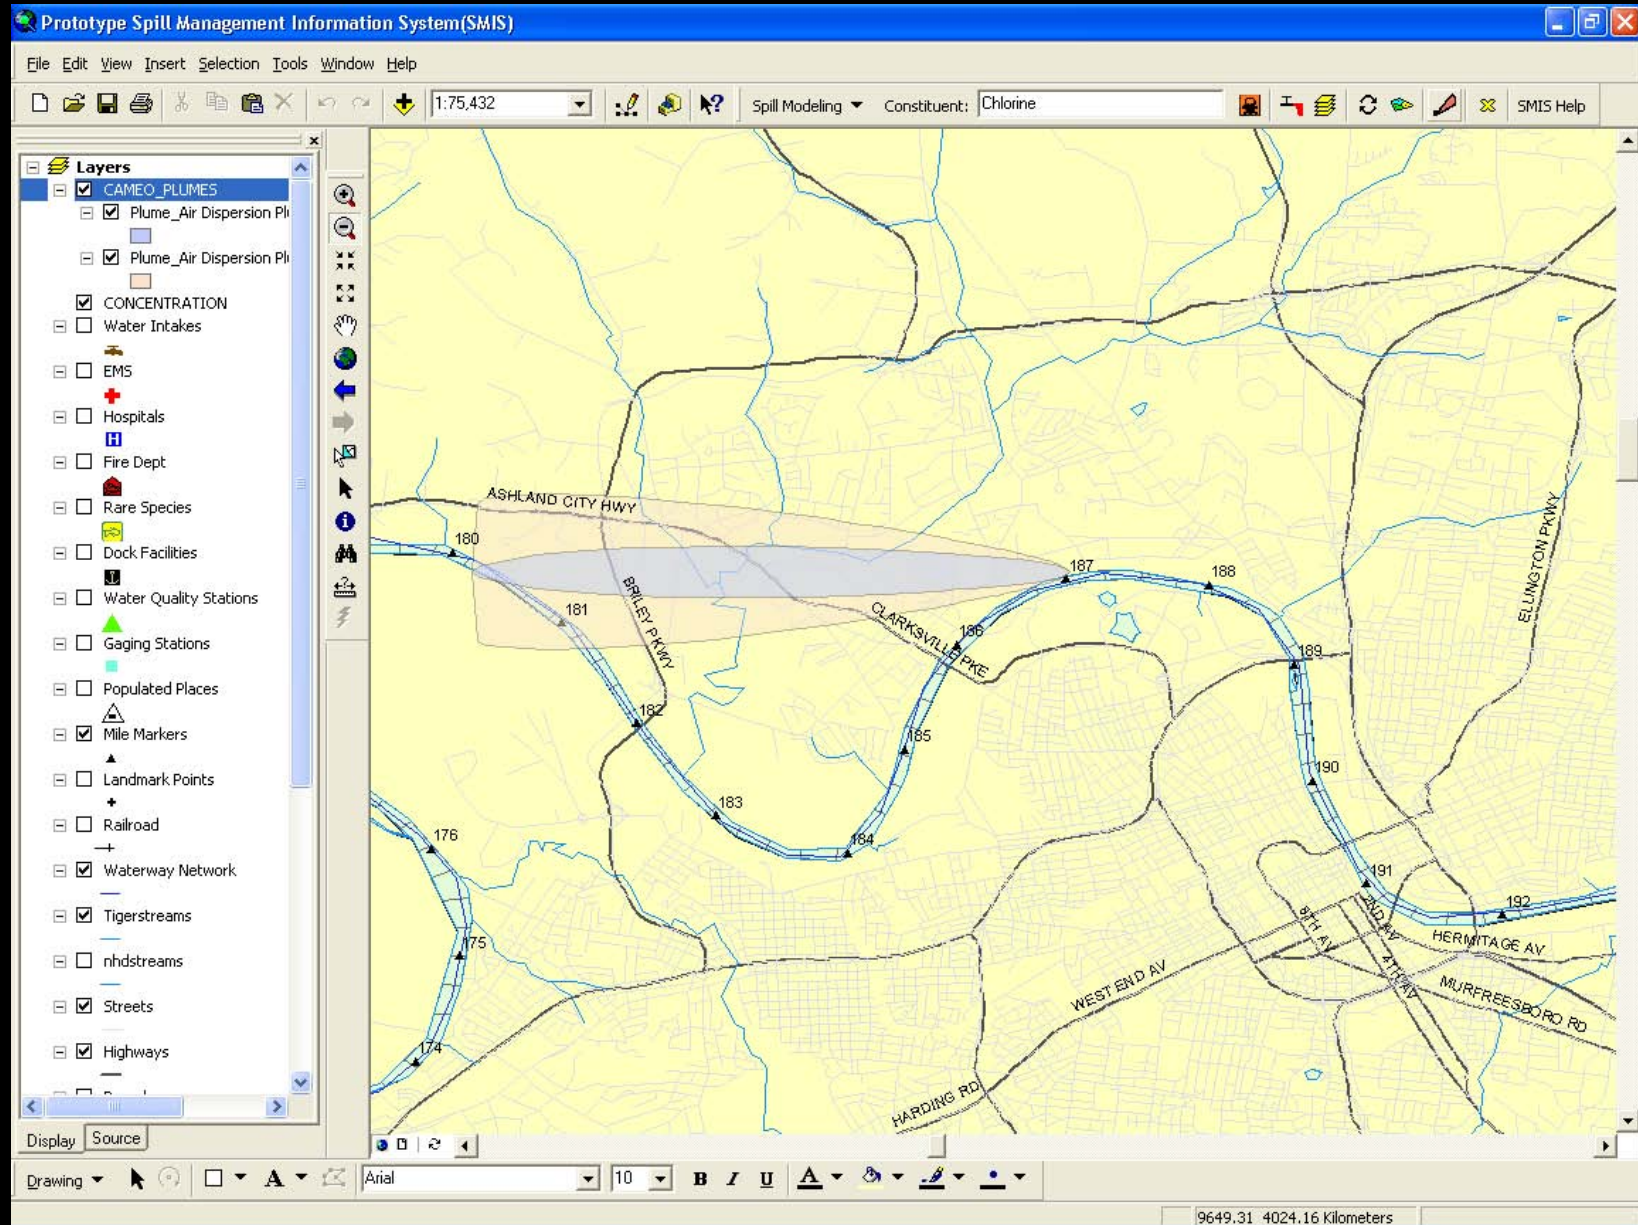 Prototype Spill Management Information System(SMIS)
File Edit View Insert Selection Tools Window Help
1:75,432 Spill Modeling Constituent: Chlorine SMIS Help
Layers
CAMEO_PLUMES
Plume_Air Dispersion Pl
Plume_Air Dispersion Pl
CONCENTRATION
Water Intakes
EMS
Hospitals
H
Fire Dept
Rare Species
Dock Facilities
Water Quality Stations
Gaging Stations
Populated Places
Mile Markers
Landmark Points
Railroad
Waterway Network
Tigerstreams
nhdstreams
Streets
Highways
Display Source
ASHLAND CITY HWY
180
181
BRILEY PKWY
182
183
184
185
186
CLARKSVILLE PKE
187
188
189
ELLINGTON PKWY
190
191
192
176
175
174
2ND AV
8TH AV
4TH AV
HERMITAGE AV
MURFREESBORO RD
WEST END AV
HARDING RD
Drawing A Arial 10 B I U A
9649.31 4024.16 Kilometers